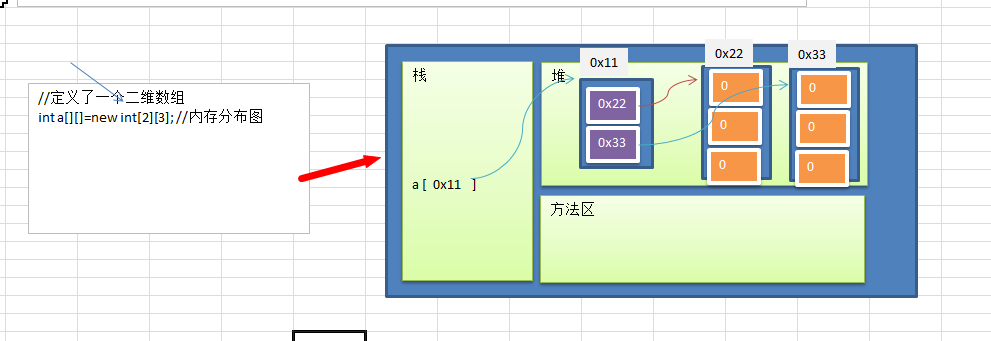 //定义了一个二维数组
int a[][]=new int[2][3]; //内存分布图
栈
a [ 0x11 ]
堆
0x11
0x22
0x33
0x22
0
0
0
0x33
0
0
0
方法区